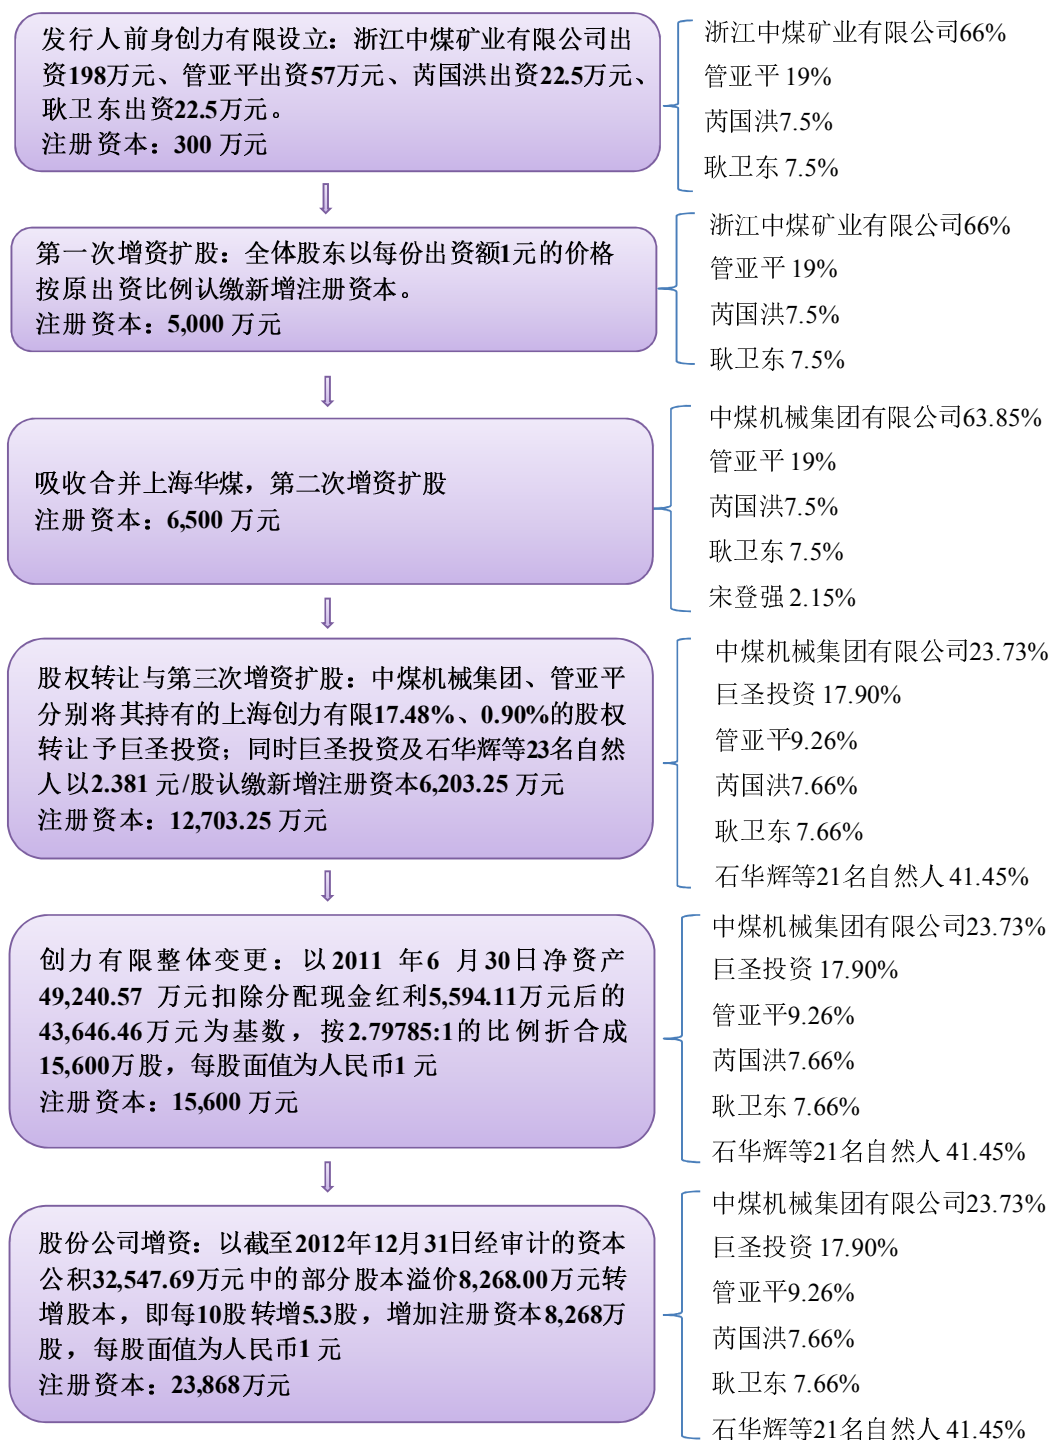 发行人前身创力有限设立：浙江中煤矿业有限公司出
资198万元、管亚平出资57万元、芮国洪出资22.5万元、
耿卫东出资22.5万元。
注册资本：300 万元
浙江中煤矿业有限公司66%
管亚平 19%
芮国洪7.5%
耿卫东 7.5%
第一次增资扩股：全体股东以每份出资额1元的价格
按原出资比例认缴新增注册资本。
注册资本：5,000 万元
浙江中煤矿业有限公司66%
管亚平 19%
芮国洪7.5%
耿卫东 7.5%
吸收合并上海华煤，第二次增资扩股
注册资本：6,500 万元
中煤机械集团有限公司63.85%
管亚平 19%
芮国洪7.5%
耿卫东 7.5%
宋登强 2.15%
股权转让与第三次增资扩股：中煤机械集团、管亚平
分别将其持有的上海创力有限17.48%、0.90%的股权
转让予巨圣投资；同时巨圣投资及石华辉等23名自然
人以2.381 元/股认缴新增注册资本6,203.25 万元
注册资本：12,703.25 万元
中煤机械集团有限公司23.73%
巨圣投资 17.90%
管亚平9.26%
芮国洪7.66%
耿卫东 7.66%
石华辉等21名自然人 41.45%
创力有限整体变更：以2011 年6 月30日净资产
49,240.57 万元扣除分配现金红利5,594.11万元后的
43,646.46万元为基数，按2.79785:1的比例折合成
15,600万股，每股面值为人民币1 元
注册资本：15,600 万元
中煤机械集团有限公司23.73%
巨圣投资 17.90%
管亚平9.26%
芮国洪7.66%
耿卫东 7.66%
石华辉等21名自然人 41.45%
股份公司增资：以截至2012年12月31日经审计的资本
公积32,547.69万元中的部分股本溢价8,268.00万元转
增股本，即每10股转增5.3股，增加注册资本8,268万
股，每股面值为人民币1 元
注册资本：23,868万元
中煤机械集团有限公司23.73%
巨圣投资 17.90%
管亚平9.26%
芮国洪7.66%
耿卫东 7.66%
石华辉等21名自然人 41.45%